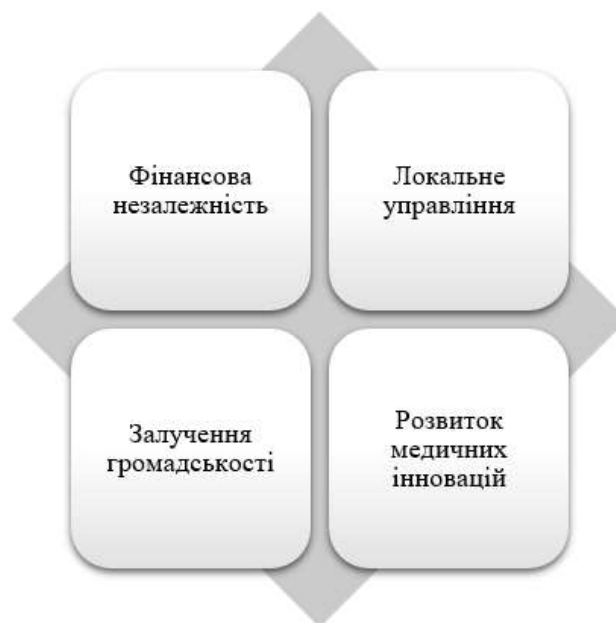 Фінансова
незалежність
Локальне
управління
Залучення
громадськості
Розвиток
медичних
інновацій